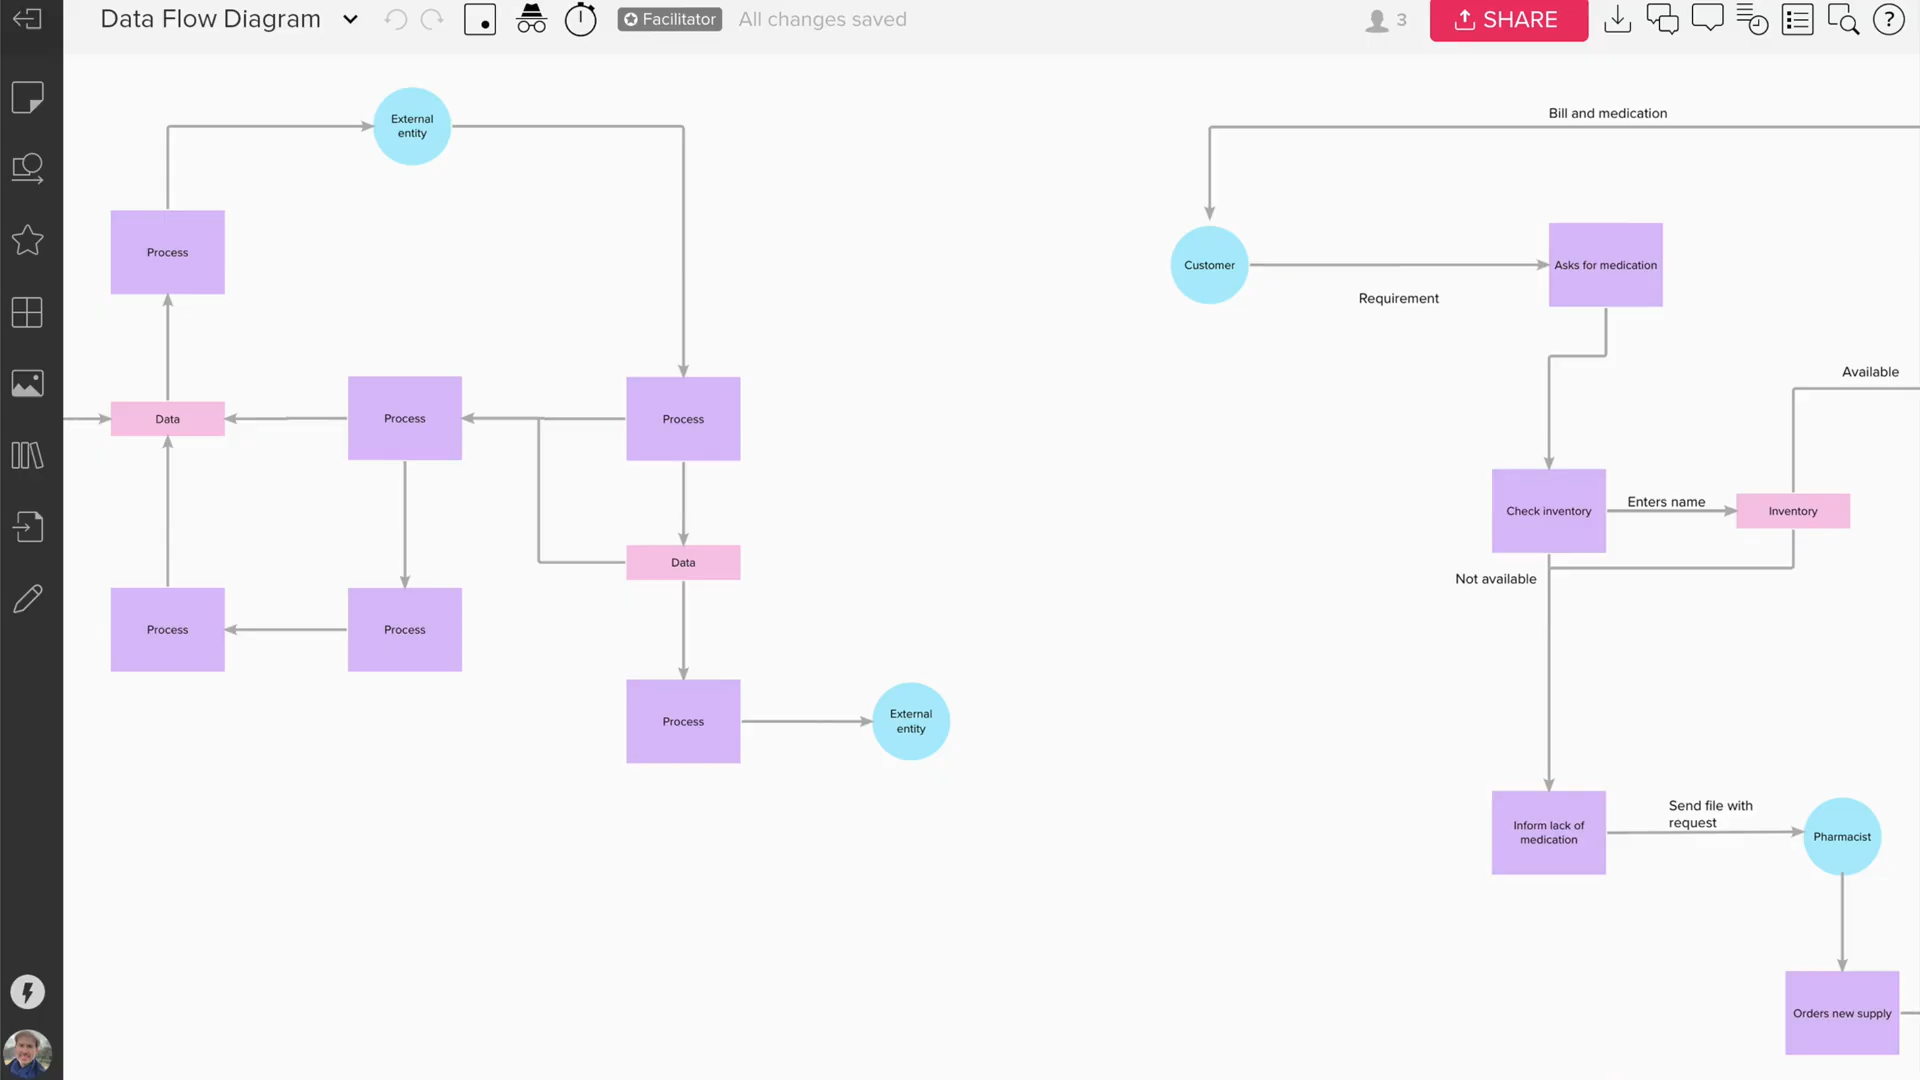 Data Flow Diagram
Facilitator
All changes saved
3
SHARE
?
External
entity
Process
Data
Process
Process
Data
Process
Process
Process
External
entity
Bill and medication
Customer
Requirement
Asks for medication
Available
Check inventory
Enters name
Inventory
Not available
Inform lack of
medication
Send file with
request
Pharmacist
Orders new supply